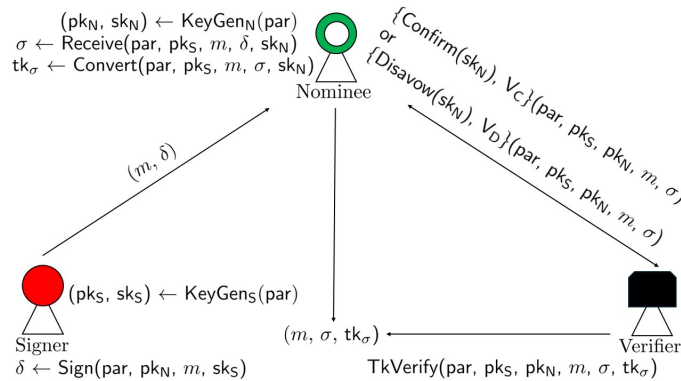 (pk_N, sk_N) ← KeyGen_N(par)
σ ← Receive(par, pk_S, m, δ, sk_N)
tk_σ ← Convert(par, pk_S, m, σ, sk_N)
Nominee
{Confirm(sk_N), V_C}(par, pk_S, pk_N, m, σ)
or
{Disavow(sk_N), V_D}(par, pk_S, pk_N, m, σ)
(m, δ)
(pk_S, sk_S) ← KeyGen_S(par)
Signer
(m, σ, tk_σ)
Verifier
δ ← Sign(par, pk_N, m, sk_S)
TkVerify(par, pk_S, pk_N, m, σ, tk_σ)